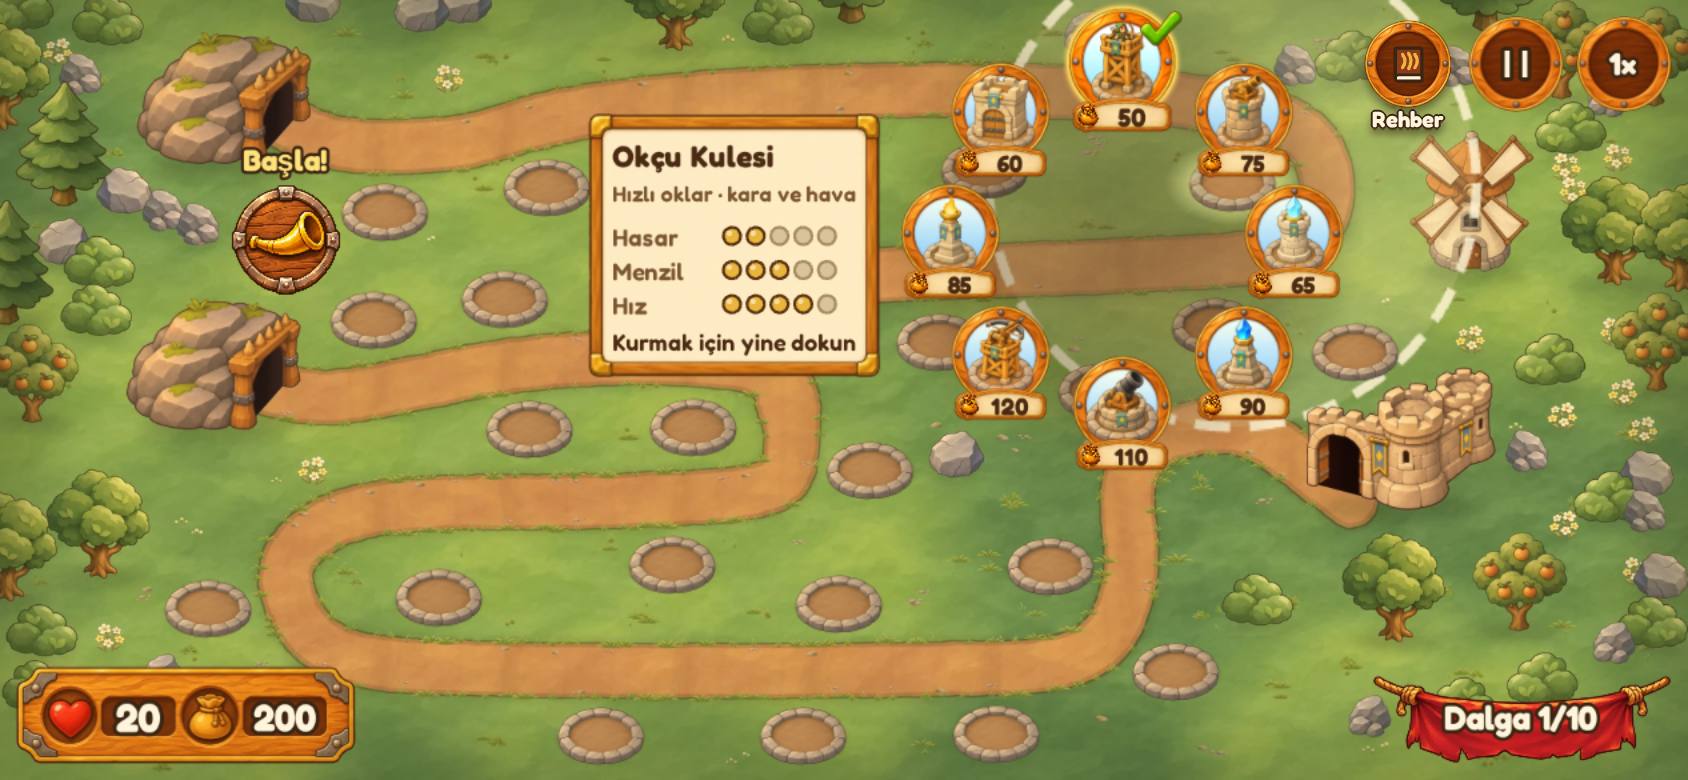 50
60
75
Rehber
1x
Başla!
Okçu Kulesi
Hızlı oklar · kara ve hava
Hasar
Menzil
Hız
Kurmak için yine dokun
85
65
120
90
110
20
200
Dalga 1/10